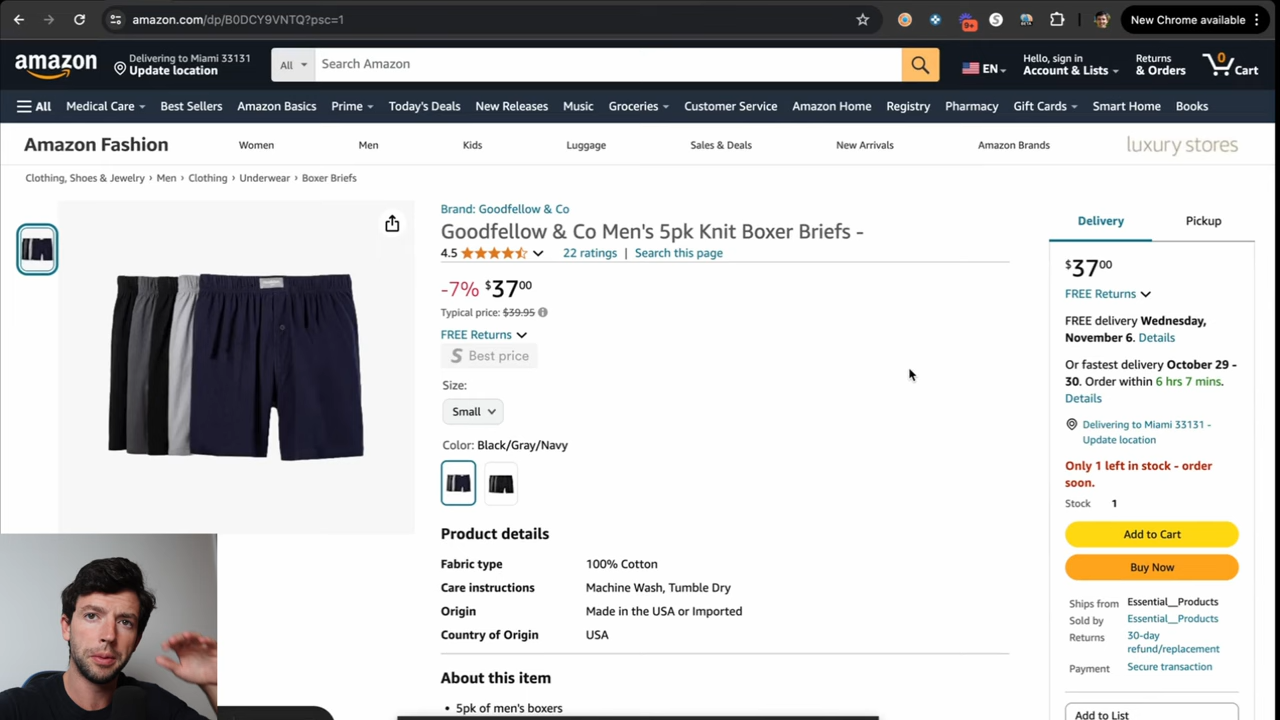 amazon.com/dp/B0DCY9VNTQ?psc=1
9+
S
New Chrome available
amazon
Delivering to Miami 33131
Update location
All
Search Amazon
EN
Hello, sign in
Account & Lists
Returns
& Orders
0
Cart
All
Medical Care
Best Sellers
Amazon Basics
Prime
Today's Deals
New Releases
Music
Groceries
Customer Service
Amazon Home
Registry
Pharmacy
Gift Cards
Smart Home
Books
Amazon Fashion
Women
Men
Kids
Luggage
Sales & Deals
New Arrivals
Amazon Brands
luxury stores
Clothing, Shoes & Jewelry › Men › Clothing › Underwear › Boxer Briefs
Brand: Goodfellow & Co
Goodfellow & Co Men's 5pk Knit Boxer Briefs -
4.5
22 ratings | Search this page
-7% $3700
Typical price: $39.95
FREE Returns
S Best price
Size:
Small
Color: Black/Gray/Navy
Product details
Fabric type 100% Cotton
Care instructions Machine Wash, Tumble Dry
Origin Made in the USA or Imported
Country of Origin USA
About this item
• 5pk of men's boxers
Delivery
Pickup
$3700
FREE Returns
FREE delivery Wednesday,
November 6. Details
Or fastest delivery October 29 -
30. Order within 6 hrs 7 mins.
Details
Delivering to Miami 33131 -
Update location
Only 1 left in stock - order
soon.
Stock 1
Add to Cart
Buy Now
Ships from Essential__Products
Sold by Essential__Products
Returns 30-day
refund/replacement
Payment Secure transaction
Add to List